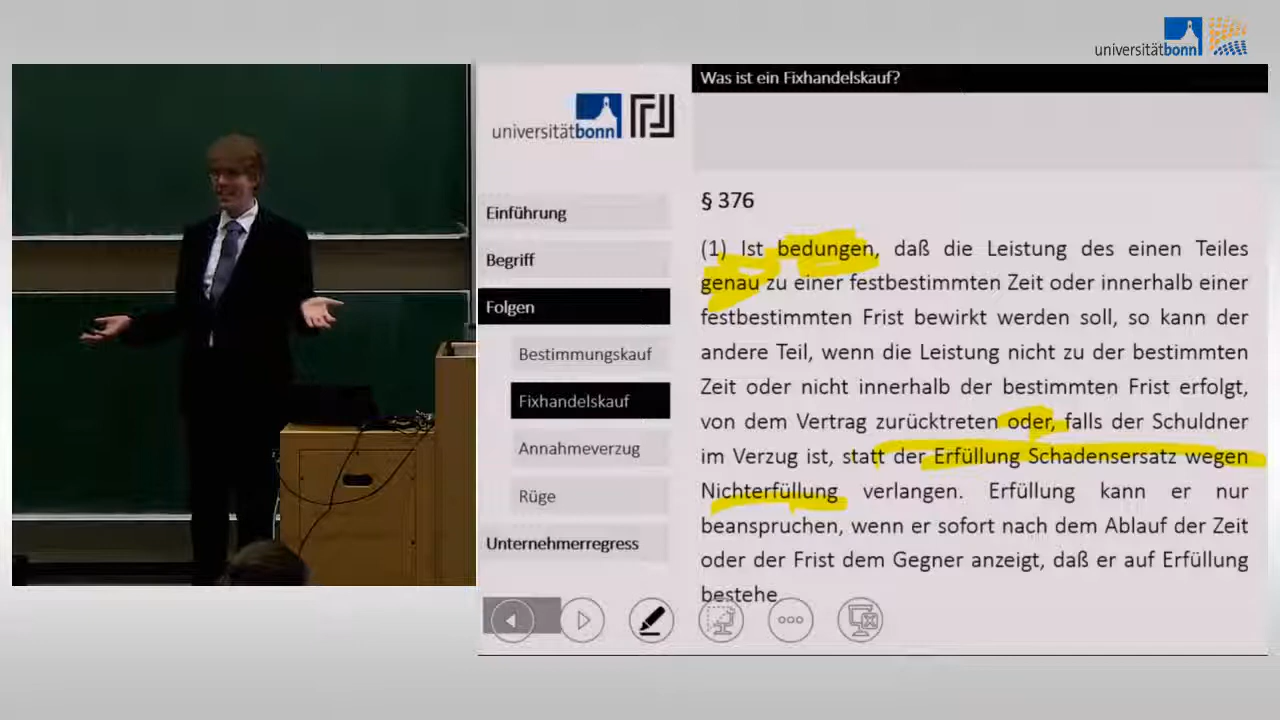 universitätbonn
Was ist ein Fixhandelskauf?
universitätbonn
Einführung
Begriff
Folgen
Bestimmungskauf
Fixhandelskauf
Annahmeverzug
Rüge
Unternehmerregress
§ 376
(1) Ist bedungen, daß die Leistung des einen Teiles
genau zu einer festbestimmten Zeit oder innerhalb einer
festbestimmten Frist bewirkt werden soll, so kann der
andere Teil, wenn die Leistung nicht zu der bestimmten
Zeit oder nicht innerhalb der bestimmten Frist erfolgt,
von dem Vertrag zurücktreten oder, falls der Schuldner
im Verzug ist, statt der Erfüllung Schadensersatz wegen
Nichterfüllung verlangen. Erfüllung kann er nur
beanspruchen, wenn er sofort nach dem Ablauf der Zeit
oder der Frist dem Gegner anzeigt, daß er auf Erfüllung
bestehe